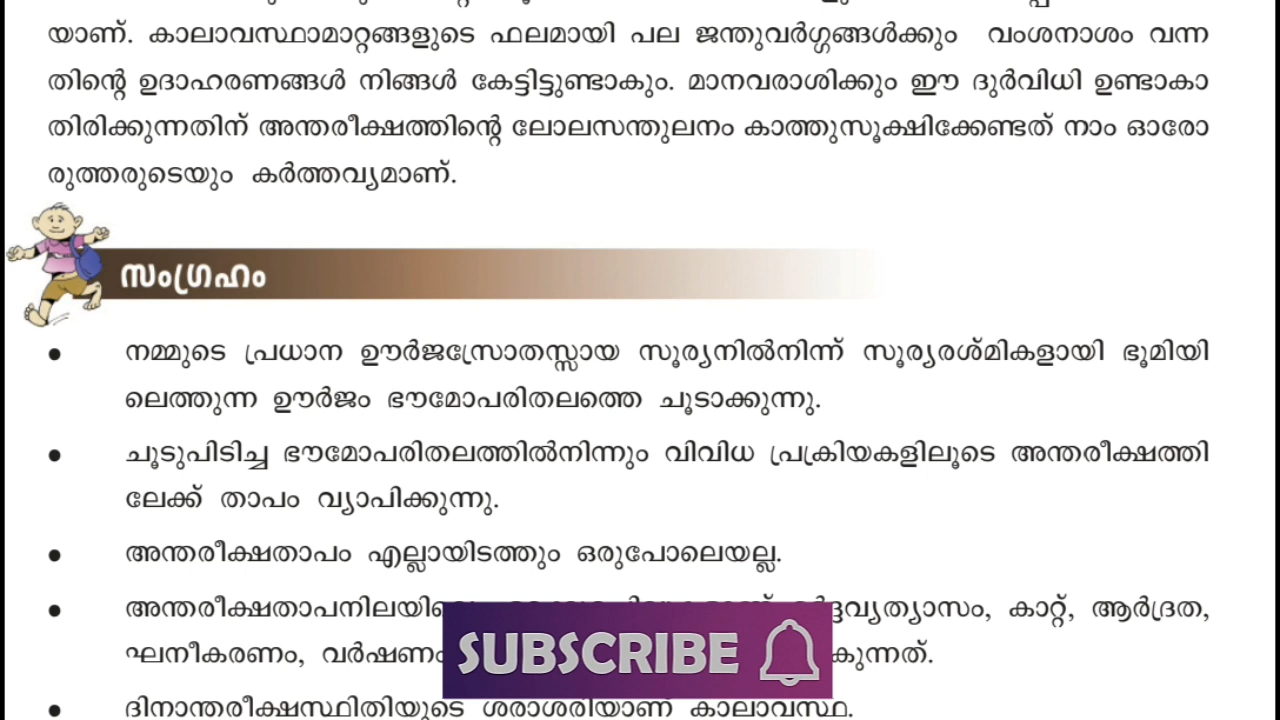 യാണ്. കാലാവസ്ഥാമാറ്റങ്ങളുടെ ഫലമായി പല ജന്തുവർഗ്ഗങ്ങൾക്കും വംശനാശം വന്ന
തിന്റെ ഉദാഹരണങ്ങൾ നിങ്ങൾ കേട്ടിട്ടുണ്ടാകും. മാനവരാശിക്കും ഈ ദുർവിധി ഉണ്ടാകാ
തിരിക്കുന്നതിന് അന്തരീക്ഷത്തിന്റെ ലോലസന്തുലനം കാത്തുസൂക്ഷിക്കേണ്ടത് നാം ഓരോ
രുത്തരുടെയും കർത്തവ്യമാണ്.
സംഗ്രഹം
• നമ്മുടെ പ്രധാന ഊർജസ്രോതസ്സായ സൂര്യനിൽനിന്ന് സൂര്യരശ്മികളായി ഭൂമിയി
ലെത്തുന്ന ഊർജം ഭൗമോപരിതലത്തെ ചൂടാക്കുന്നു.
• ചൂടുപിടിച്ച ഭൗമോപരിതലത്തിൽനിന്നും വിവിധ പ്രക്രിയകളിലൂടെ അന്തരീക്ഷത്തി
ലേക്ക് താപം വ്യാപിക്കുന്നു.
• അന്തരീക്ഷതാപം എല്ലായിടത്തും ഒരുപോലെയല്ല.
• അന്തരീക്ഷതാപനിലയി കാറ്റ്, ആർദ്രത,
ഘനീകരണം, വർഷണം കുന്നത്.
SUBSCRIBE
• ദിനാന്തരീക്ഷസ്ഥിതിയുടെ ശരാശരിയാണ് കാലാവസ്ഥ.